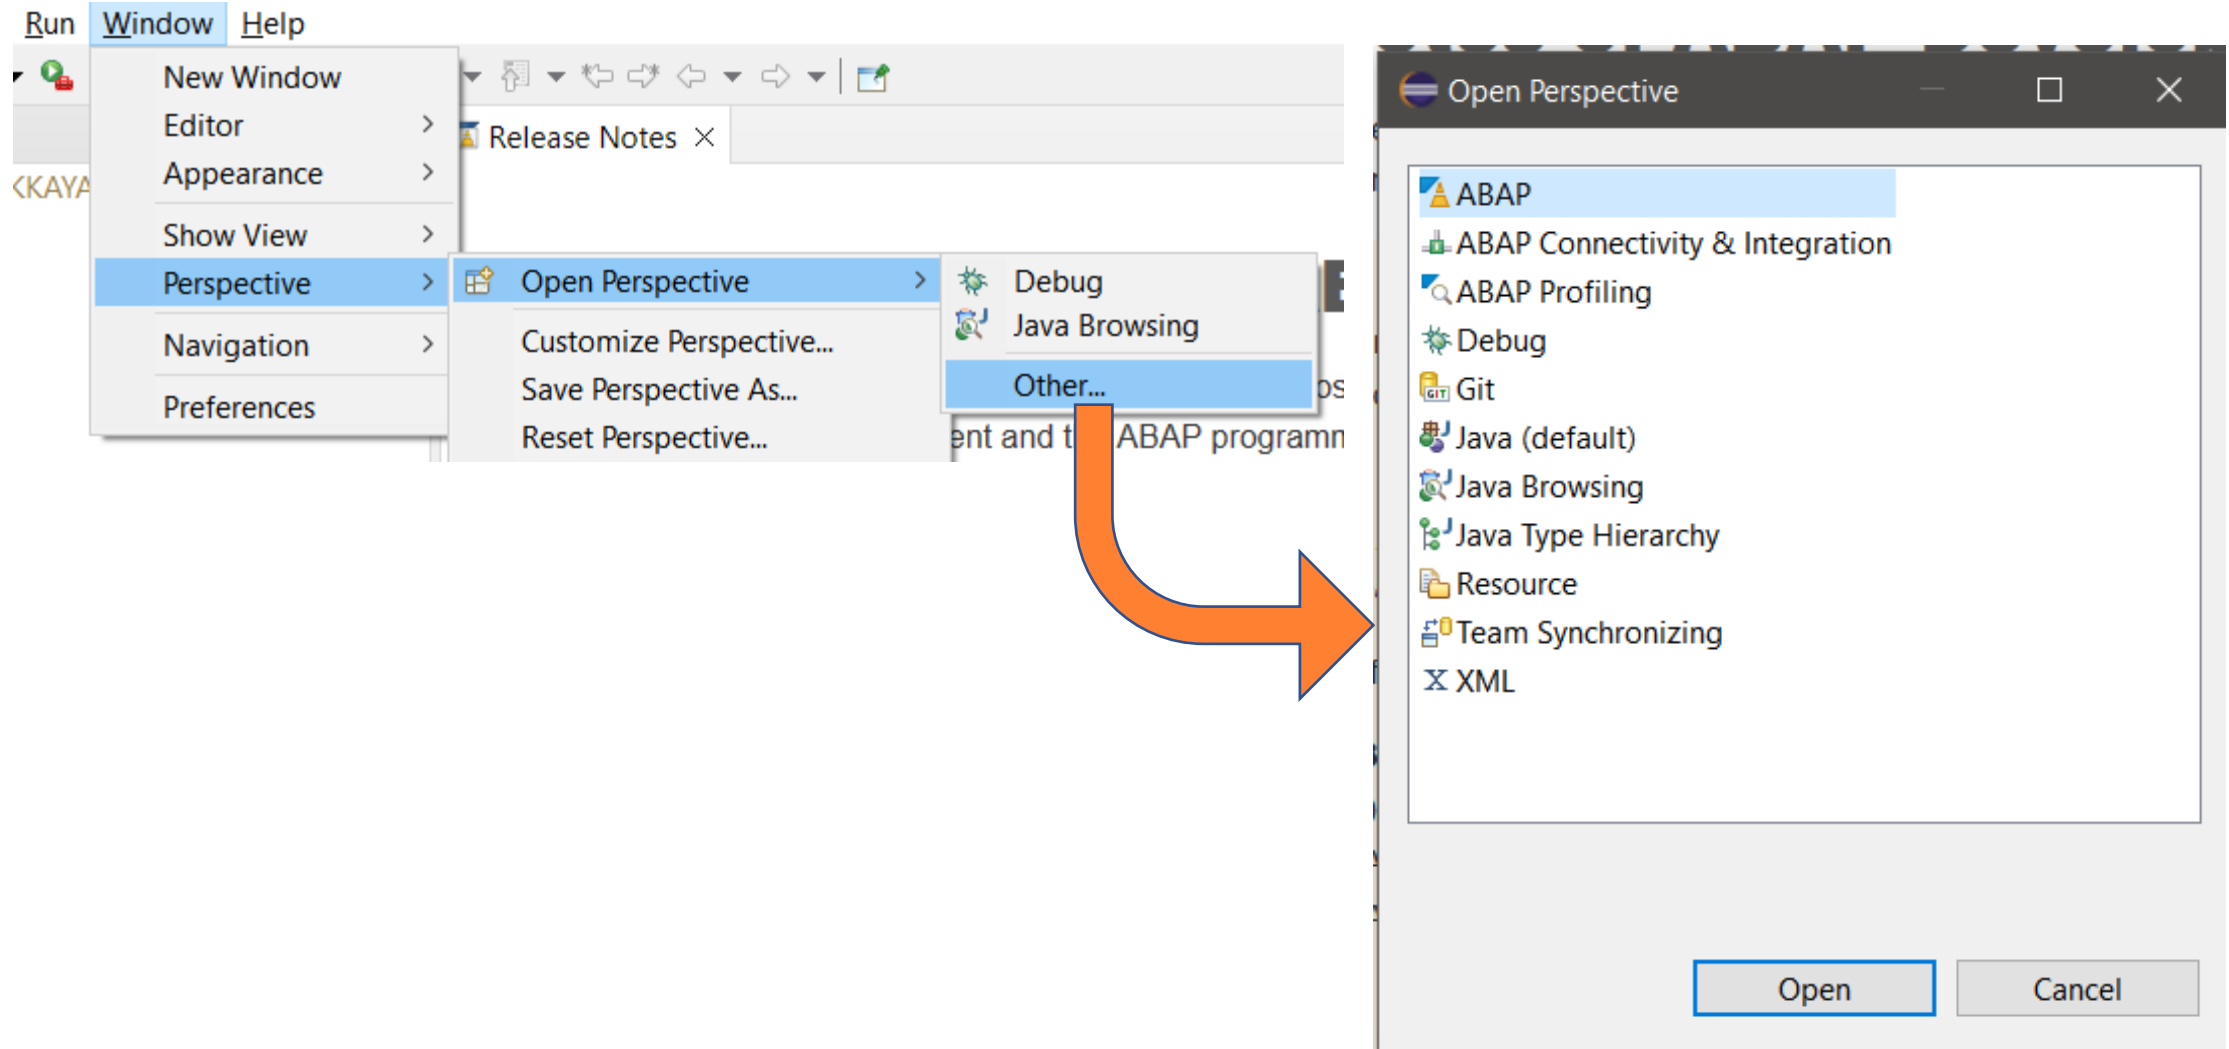 Run Window Help
New Window
Editor
Appearance
Show View
Perspective
Navigation
Preferences
Release Notes
Open Perspective
Customize Perspective...
Save Perspective As...
Reset Perspective...
Debug
Java Browsing
Other...
and
ABAP
Open Perspective
ABAP
ABAP Connectivity & Integration
ABAP Profiling
Debug
Git
Java (default)
Java Browsing
Java Type Hierarchy
Resource
Team Synchronizing
X XML
Open Cancel